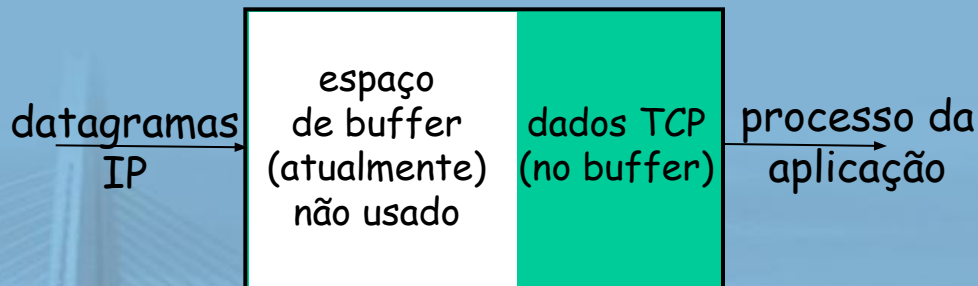 datagramas
IP
espaço
de buffer
(atualmente)
não usado
dados TCP
(no buffer)
processo da
aplicação